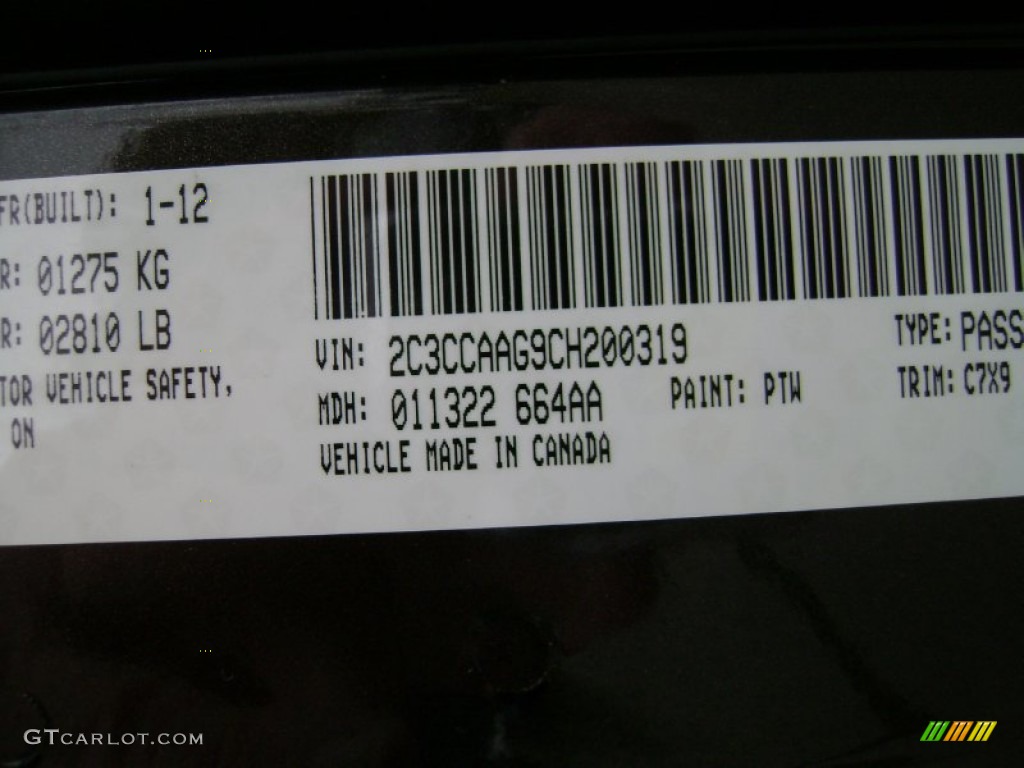 FR(BUILT): 1-12
R: 01275 KG
R: 02810 LB
TOR VEHICLE SAFETY,
ON
VIN: 2C3CCAAG9CH200319
TYPE: PASS
MDH: 011322 664AA
PAINT: PTW
TRIM: C7X9
VEHICLE MADE IN CANADA
GTCARLOT.COM